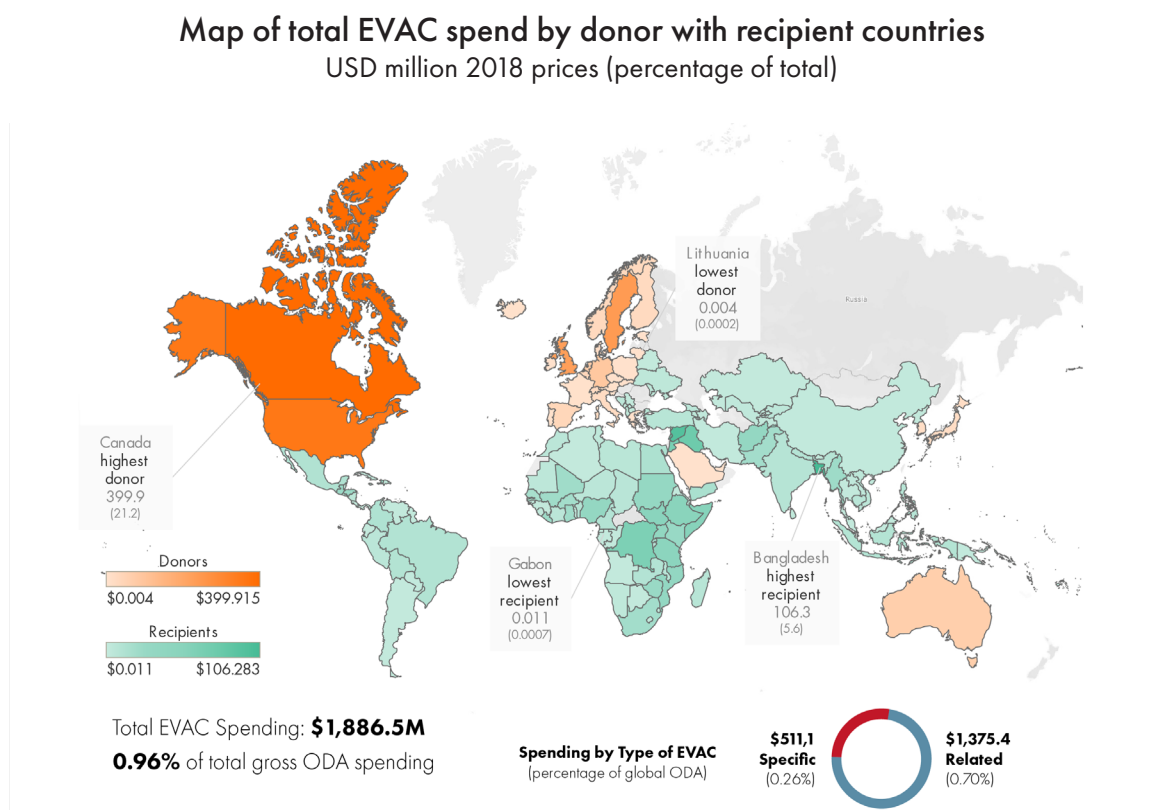 Map of total EVAC spend by donor with recipient countries
USD million 2018 prices (percentage of total)
Lithuania
lowest
donor
0.004
(0.0002)
Russia
Canada
highest
donor
399.9
(21.2)
Gabon
lowest
recipient
0.011
(0.0007)
Bangladesh
highest
recipient
106.3
(5.6)
Donors
$0.004 $399.915
Recipients
$0.011 $106.283
Total EVAC Spending: $1,886.5M
0.96% of total gross ODA spending
Spending by Type of EVAC
(percentage of global ODA)
$511,1
Specific
(0.26%)
$1,375.4
Related
(0.70%)